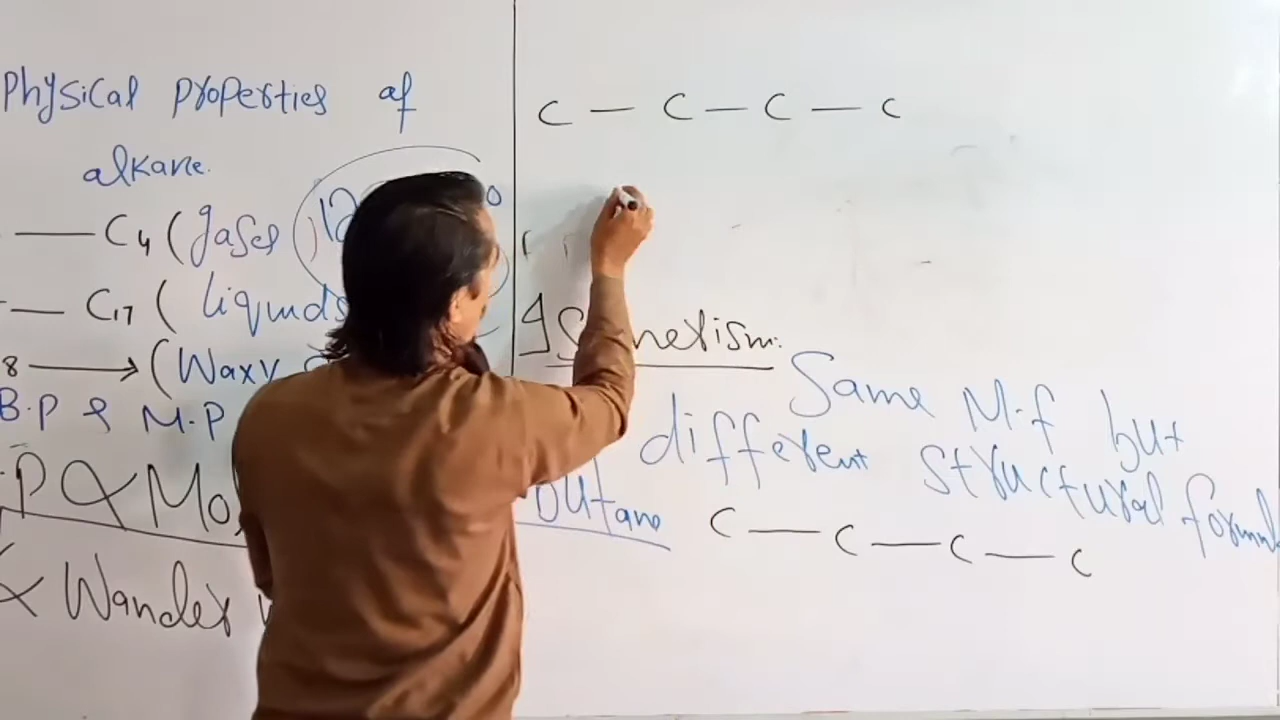 Physical properties of
alkane.
— C4 (gases)
— C17 (liquids
8 → (Waxy
B.P & M.P
P ∝ Mo
∝ Wander
C — C — C — C
Isomerism:
Same M.f but
different structural formul
butane
C — C — C — C